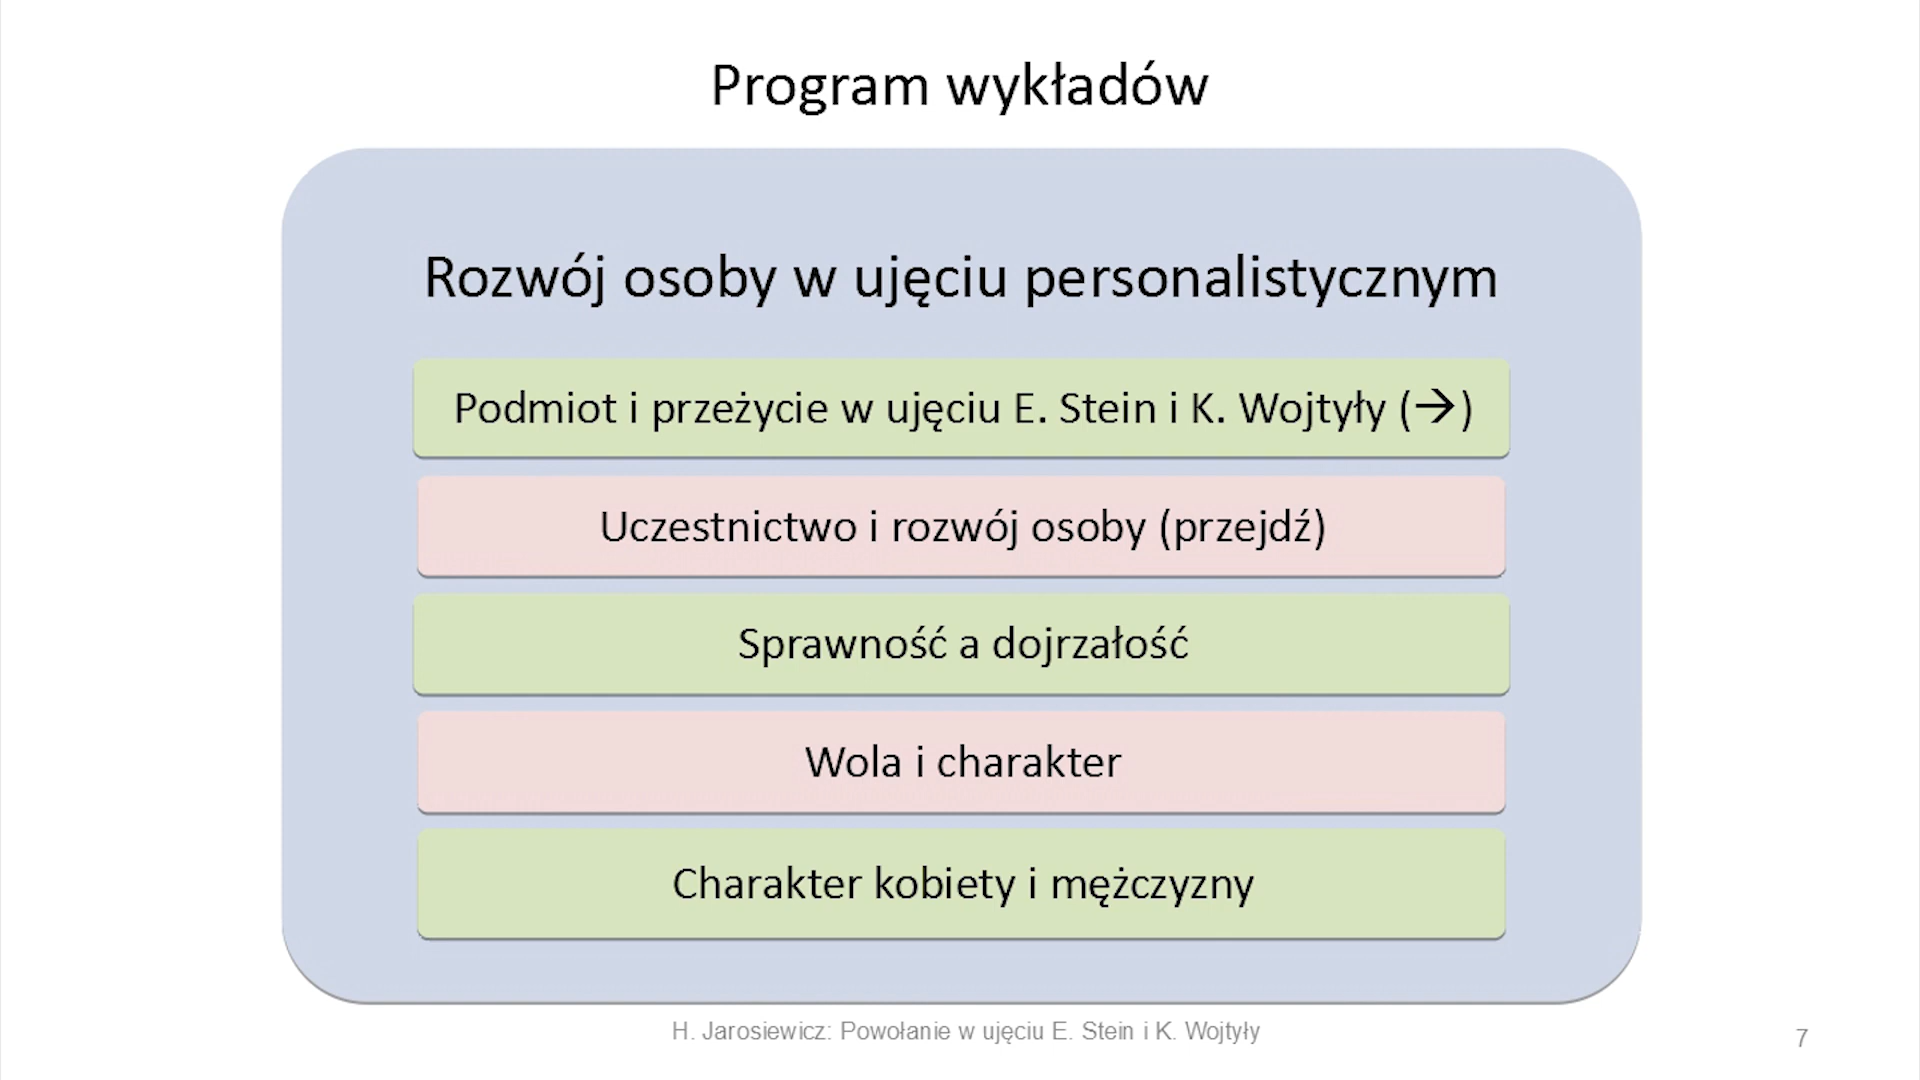 Program wykładów
Rozwój osoby w ujęciu personalistycznym
Podmiot i przeżycie w ujęciu E. Stein i K. Wojtyły (→)
Uczestnictwo i rozwój osoby (przejdź)
Sprawność a dojrzałość
Wola i charakter
Charakter kobiety i mężczyzny
H. Jarosiewicz: Powołanie w ujęciu E. Stein i K. Wojtyły
7